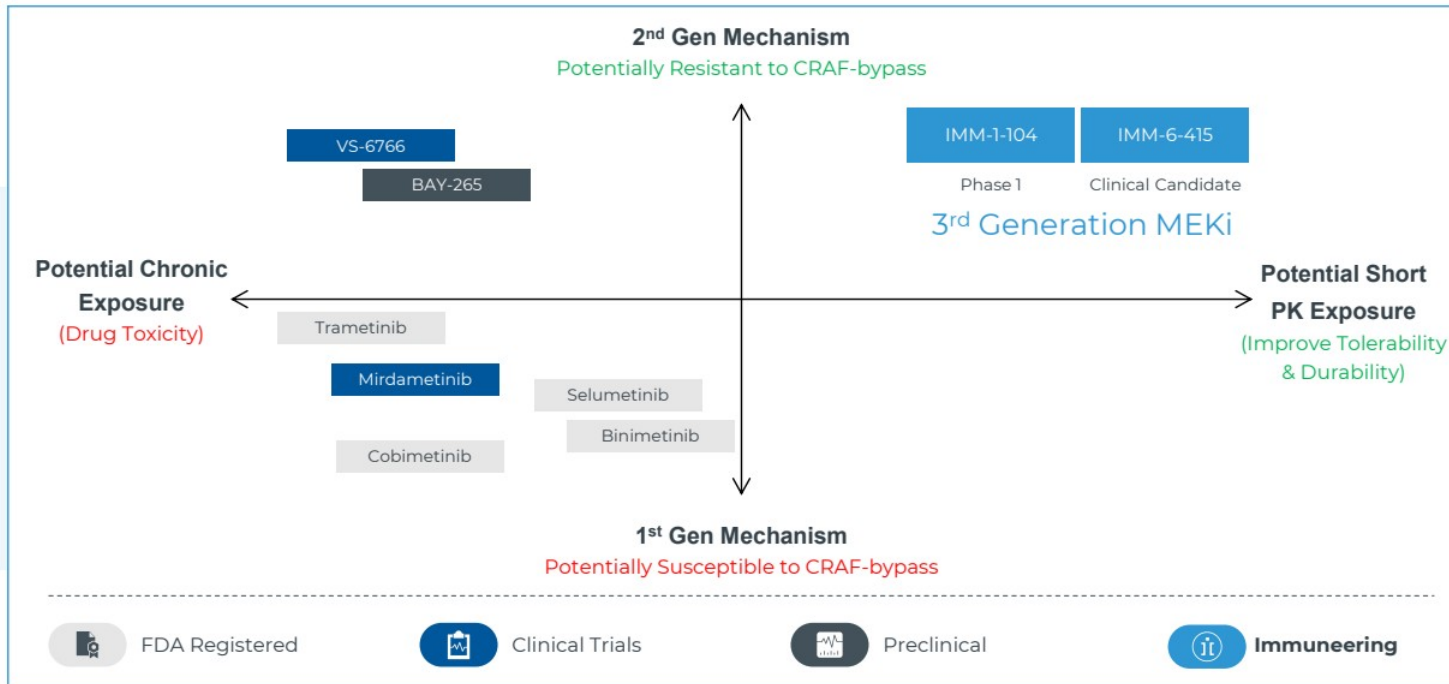 2nd Gen Mechanism
Potentially Resistant to CRAF-bypass
VS-6766
BAY-265
IMM-1-104
IMM-6-415
Phase 1
Clinical Candidate
3rd Generation MEKi
Potential Chronic
Exposure
(Drug Toxicity)
Potential Short
PK Exposure
(Improve Tolerability
& Durability)
Trametinib
Mirdametinib
Selumetinib
Binimetinib
Cobimetinib
1st Gen Mechanism
Potentially Susceptible to CRAF-bypass
FDA Registered
Clinical Trials
Preclinical
Immuneering